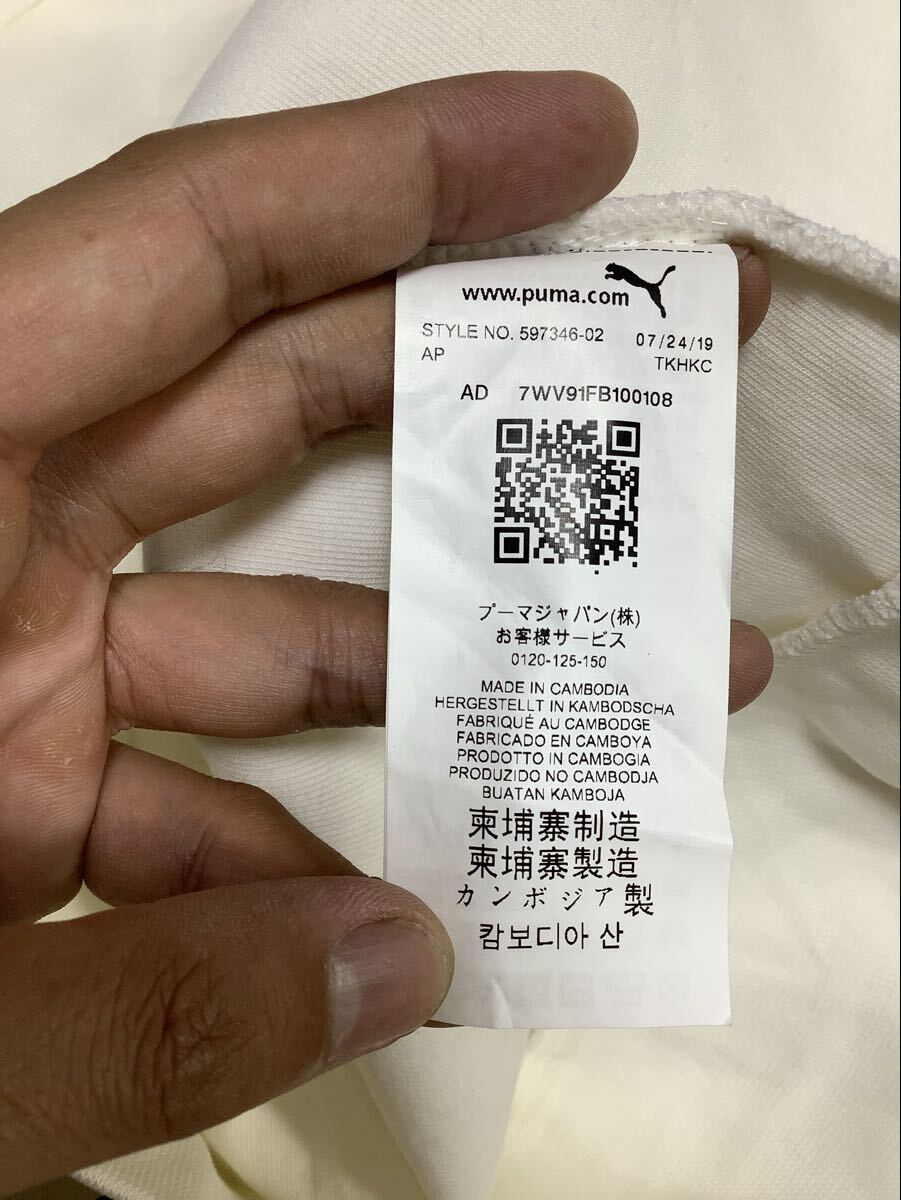 www.puma.com
STYLE NO. 597346-02 07/24/19
AP TKHKC
AD 7WV91FB100108
プーマジャパン(株)
お客様サービス
0120-125-150
MADE IN CAMBODIA
HERGESTELLT IN KAMBODSCHA
FABRIQUÉ AU CAMBODGE
FABRICADO EN CAMBOYA
PRODOTTO IN CAMBOGIA
PRODUZIDO NO CAMBODJA
BUATAN KAMBOJA
柬埔寨制造
柬埔寨製造
カンボジア製
캄보디아 산